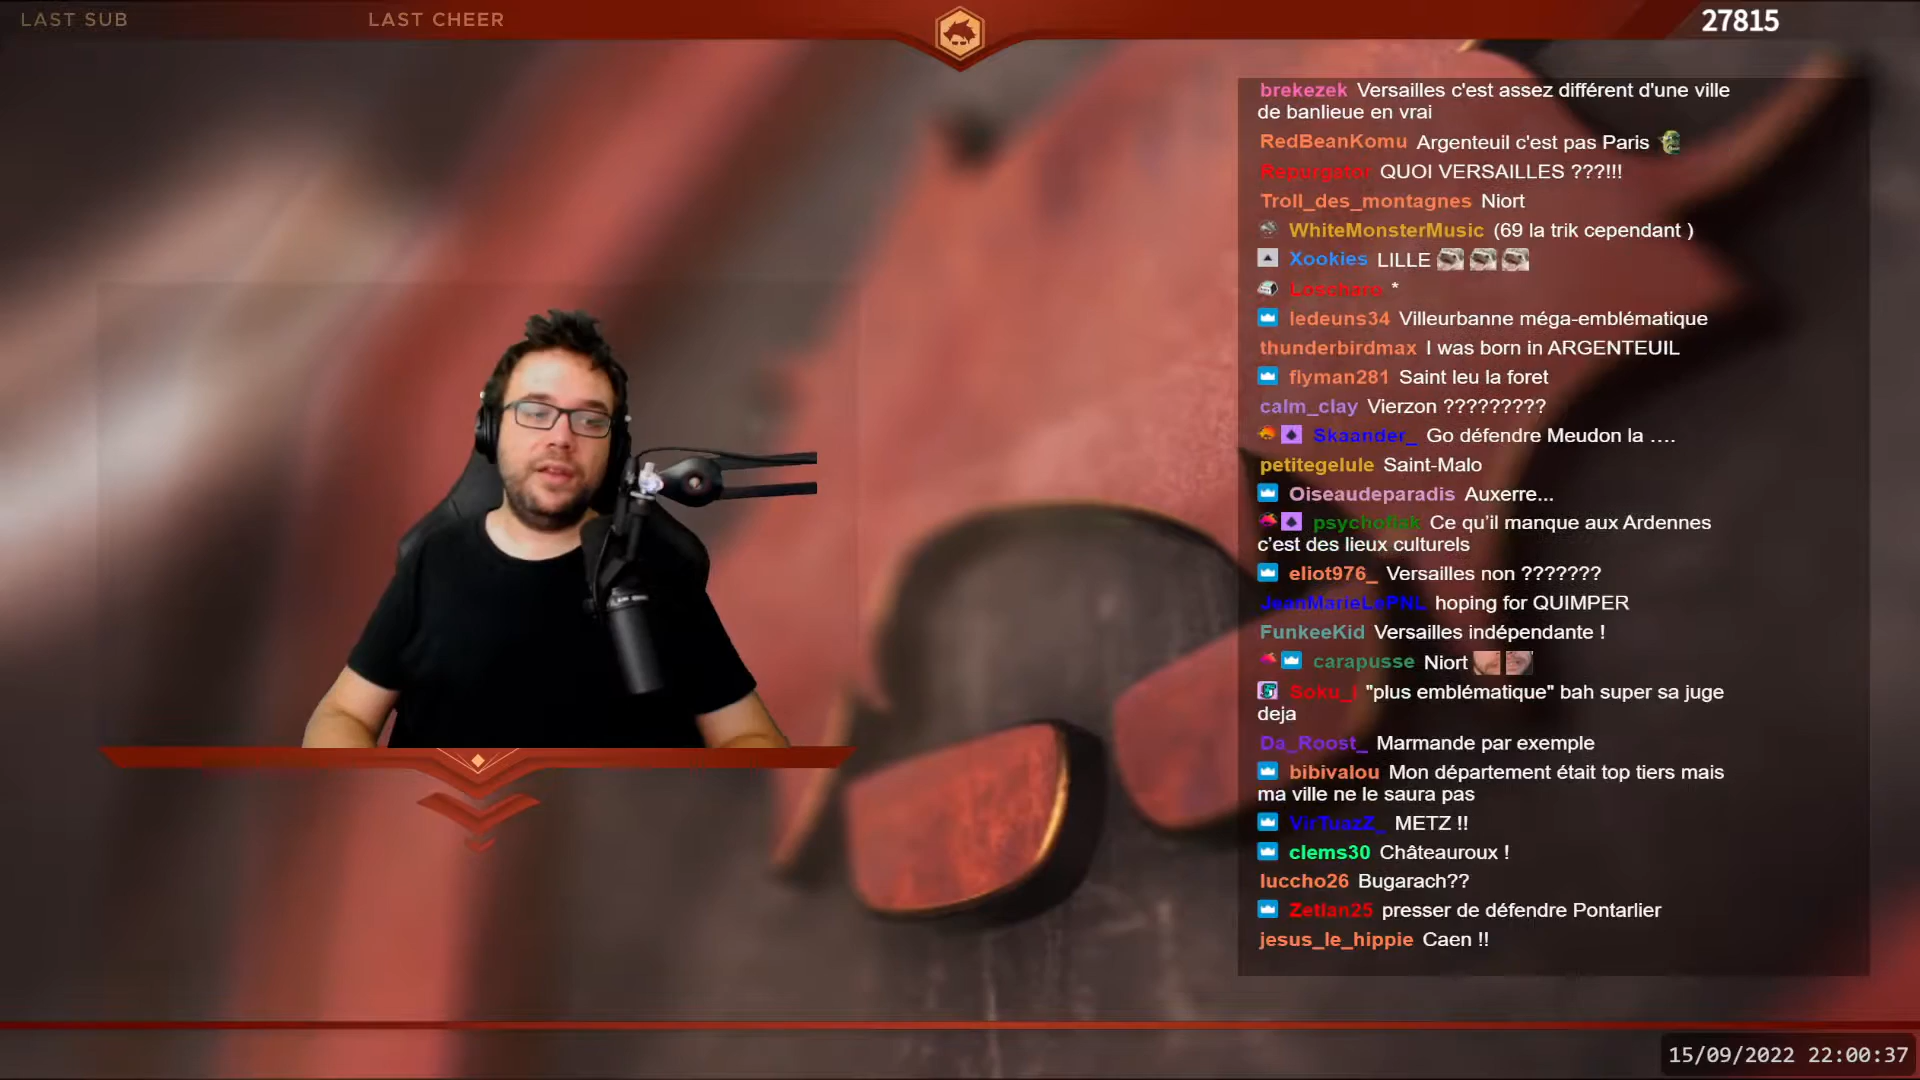 LAST SUB
LAST CHEER
27815
brekezek Versailles c'est assez différent d'une ville
de banlieue en vrai
RedBeanKomu Argenteuil c'est pas Paris
Repurgator QUOI VERSAILLES ???!!!
Troll_des_montagnes Niort
WhiteMonsterMusic (69 la trik cependant )
Xookies LILLE
Loscharo *
ledeuns34 Villeurbanne méga-emblématique
thunderbirdmax I was born in ARGENTEUIL
flyman281 Saint leu la foret
calm_clay Vierzon ?????????
Skaander_ Go défendre Meudon la ….
petitegelule Saint-Malo
Oiseaudeparadis Auxerre...
psychoflak Ce qu'il manque aux Ardennes
c'est des lieux culturels
eliot976_ Versailles non ???????
JeanMarieLePNL hoping for QUIMPER
FunkeeKid Versailles indépendante !
carapusse Niort
Soku_i "plus emblématique" bah super sa juge
deja
Da_Roost_ Marmande par exemple
bibivalou Mon département était top tiers mais
ma ville ne le saura pas
VirTuazZ_ METZ !!
clems30 Châteauroux !
luccho26 Bugarach??
Zetlan25 presser de défendre Pontarlier
jesus_le_hippie Caen !!
15/09/2022 22:00:37